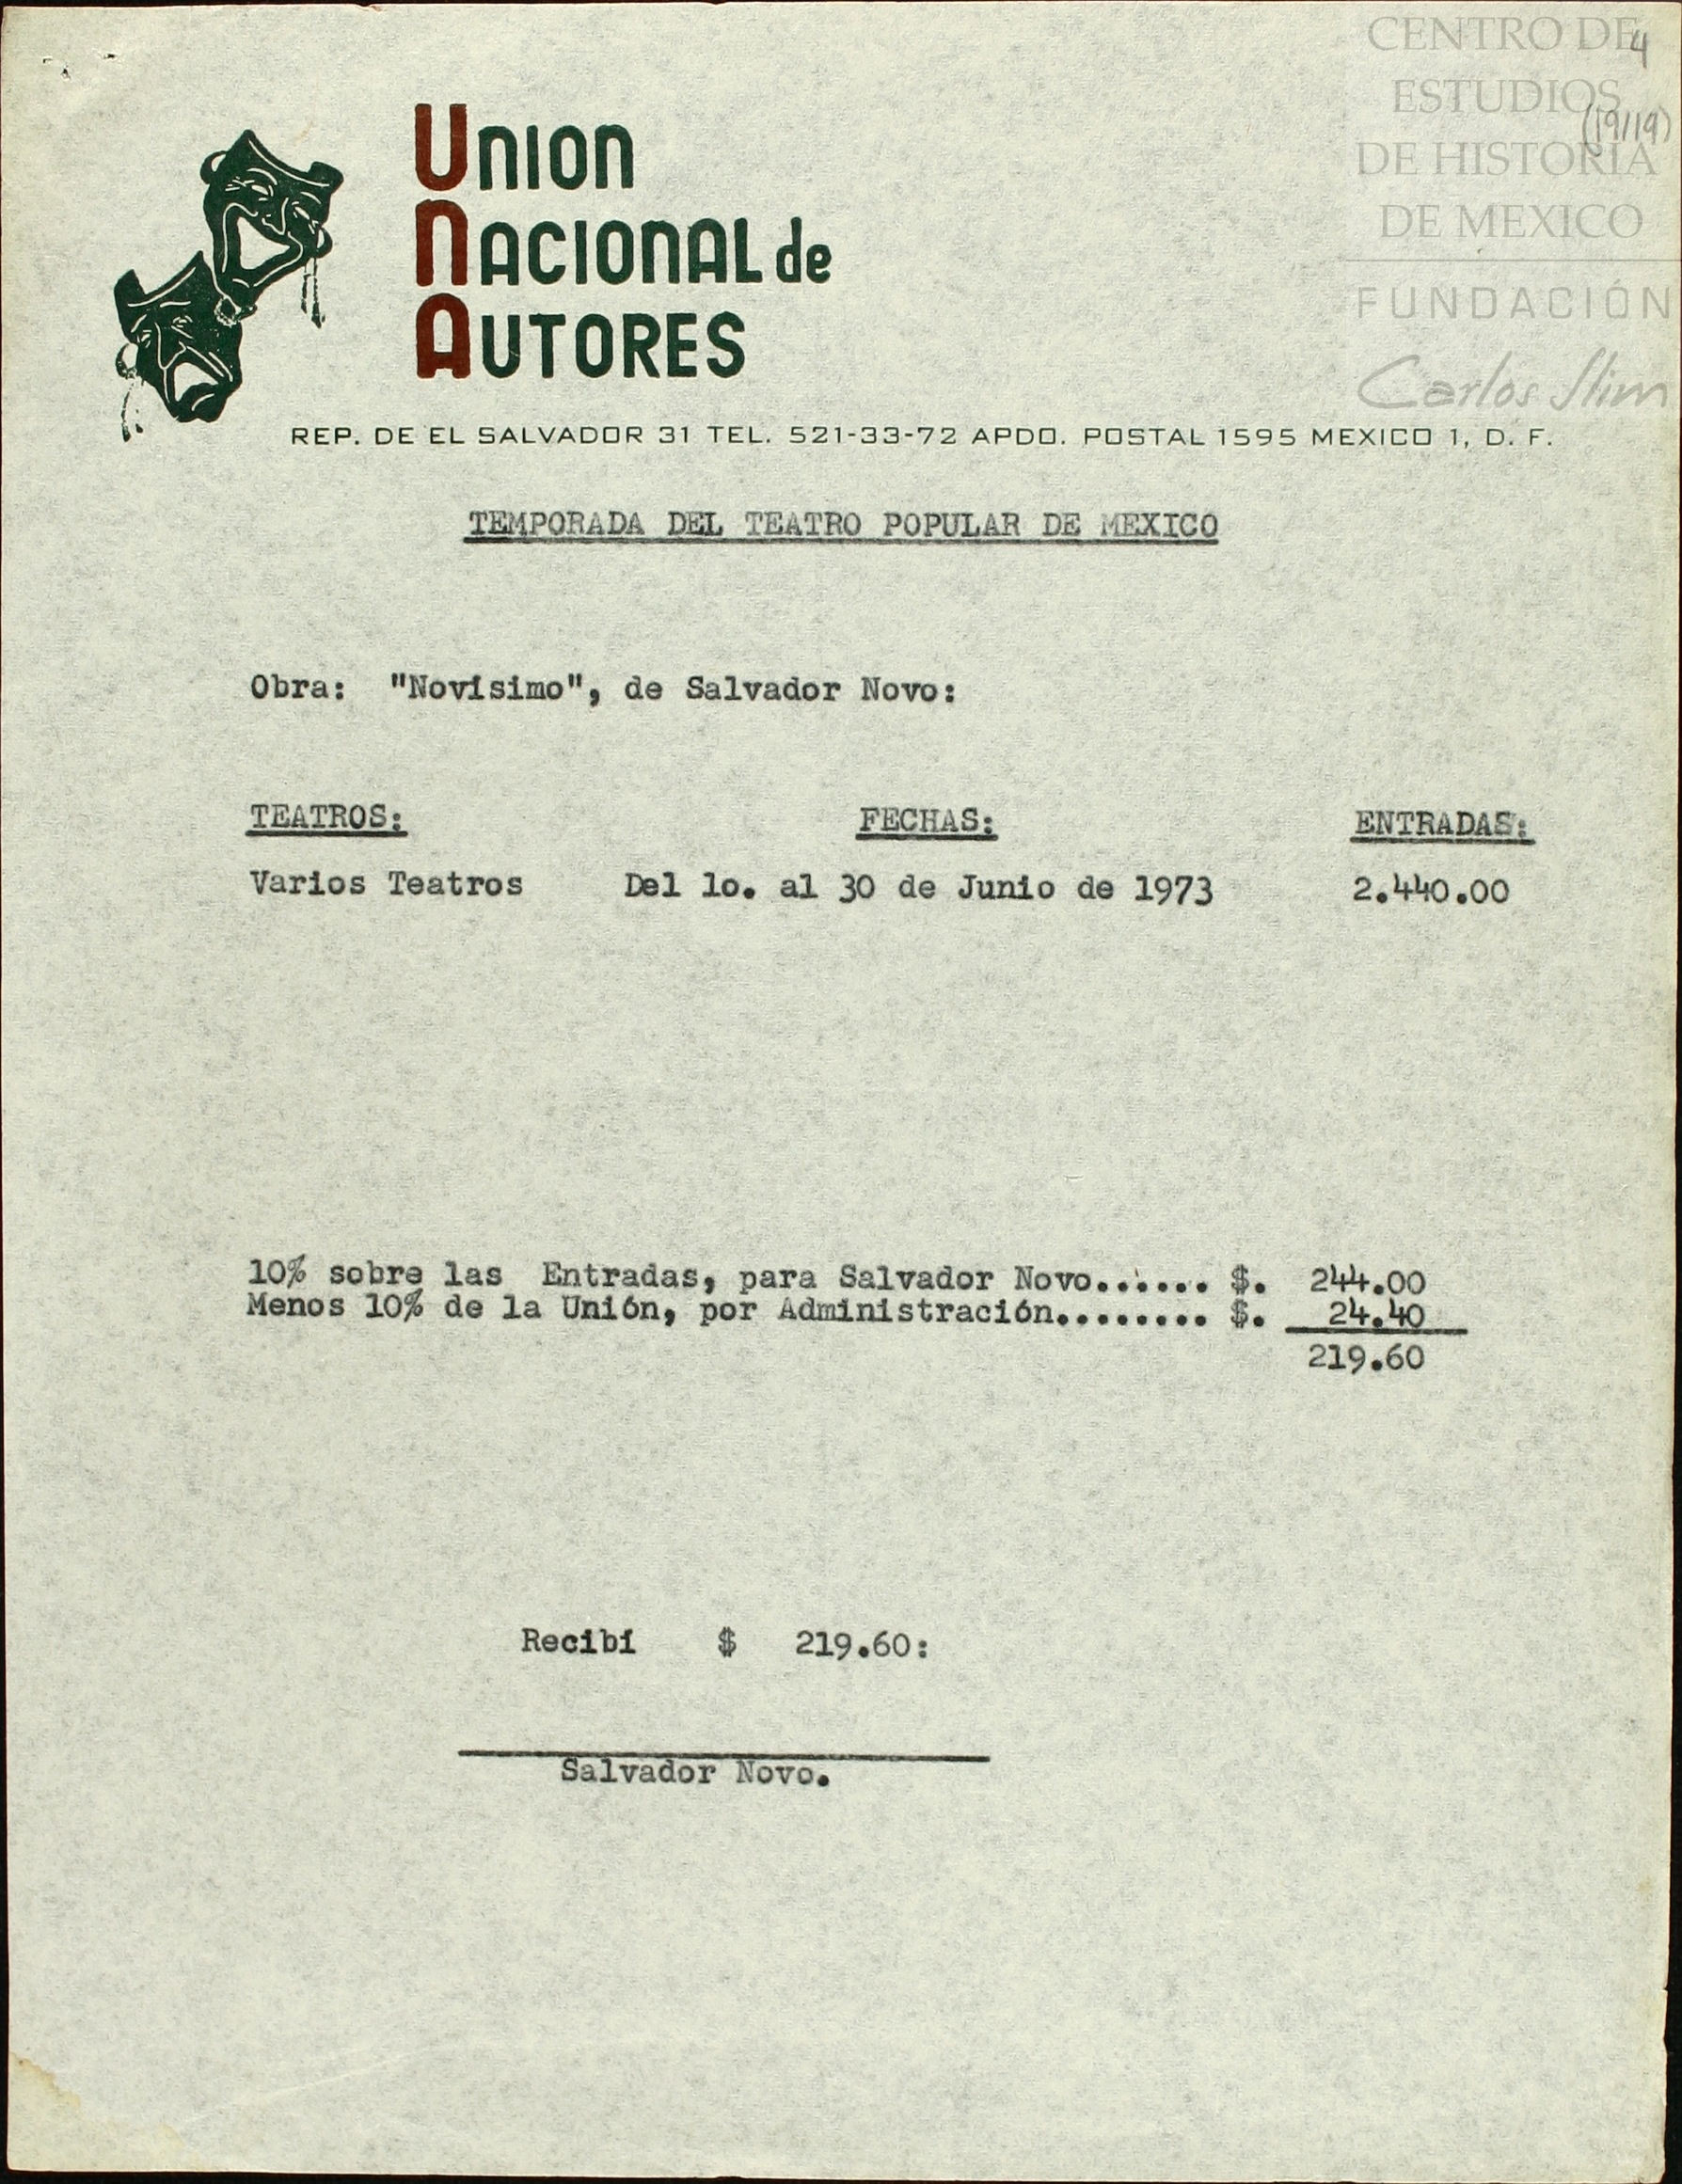 CENTRO DE
ESTUDIOS
DE HISTORIA
DE MEXICO
FUNDACIÓN
Carlos Slim
4
(19/19)
Union
Nacional de
Autores
REP. DE EL SALVADOR 31 TEL. 521-33-72 APDO. POSTAL 1595 MEXICO 1, D. F.
TEMPORADA DEL TEATRO POPULAR DE MEXICO
Obra: "Novísimo", de Salvador Novo:
TEATROS: FECHAS: ENTRADAS:
Varios Teatros Del 1o. al 30 de Junio de 1973 2.440.00
10% sobre las Entradas, para Salvador Novo...... $. 244.00
Menos 10% de la Unión, por Administración........ $. 24.40
219.60
Recibí $ 219.60:
Salvador Novo.